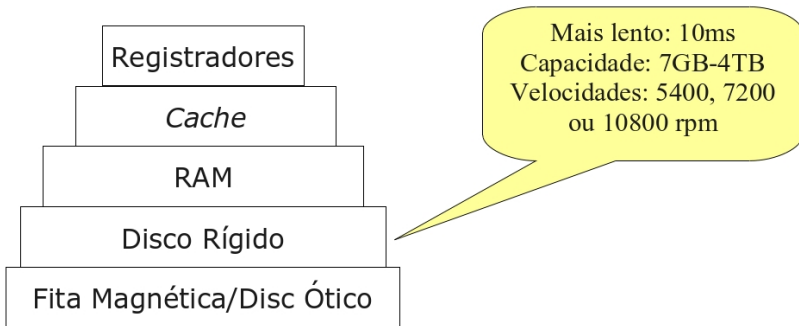 Registradores
Cache
RAM
Disco Rígido
Fita Magnética/Disc Ótico
Mais lento: 10ms
Capacidade: 7GB-4TB
Velocidades: 5400, 7200
ou 10800 rpm